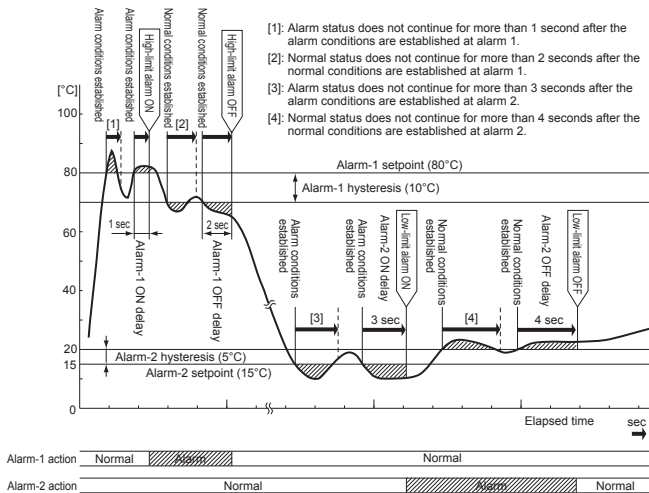 [1]: Alarm status does not continue for more than 1 second after the
alarm conditions are established at alarm 1.
[2]: Normal status does not continue for more than 2 seconds after the
normal conditions are established at alarm 1.
[3]: Alarm status does not continue for more than 3 seconds after the
alarm conditions are established at alarm 2.
[4]: Normal status does not continue for more than 4 seconds after the
normal conditions are established at alarm 2.
Alarm conditions established
Alarm conditions established
High-limit alarm ON
Normal conditions established
Normal conditions established
High-limit alarm OFF
[°C]
100
80
60
40
20
15
0
[1]
[2]
Alarm-1 setpoint (80°C)
Alarm-1 hysteresis (10°C)
1 sec
2 sec
Alarm-1 ON delay
Alarm-1 OFF delay
Alarm conditions
established
Alarm conditions
established
Alarm-2 ON delay
Low-limit alarm ON
Normal conditions
established
Normal conditions
established
Alarm-2 OFF delay
Low-limit alarm OFF
[3]
3 sec
[4]
4 sec
Alarm-2 hysteresis (5°C)
Alarm-2 setpoint (15°C)
Elapsed time
sec
Alarm-1 action
Normal
Alarm
Normal
Alarm-2 action
Normal
Alarm
Normal